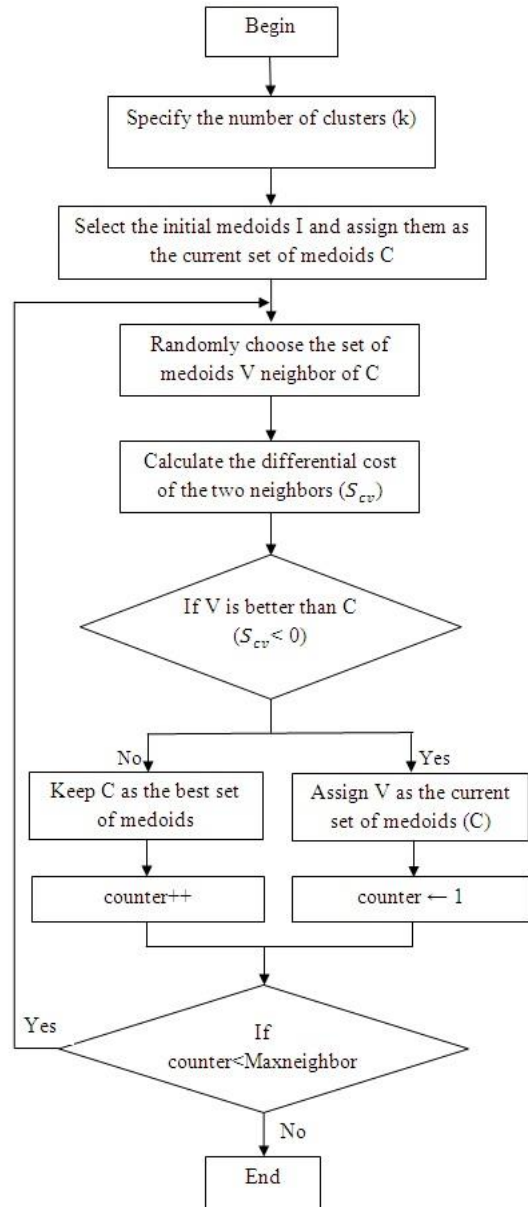 Begin
Specify the number of clusters (k)
Select the initial medoids I and assign them as
the current set of medoids C
Randomly choose the set of
medoids V neighbor of C
Calculate the differential cost
of the two neighbors (S_cv)
If V is better than C
(S_cv< 0)
No
Yes
Keep C as the best set
of medoids
Assign V as the current
set of medoids (C)
counter++
counter ← 1
Yes
If
counter<Maxneighbor
No
End